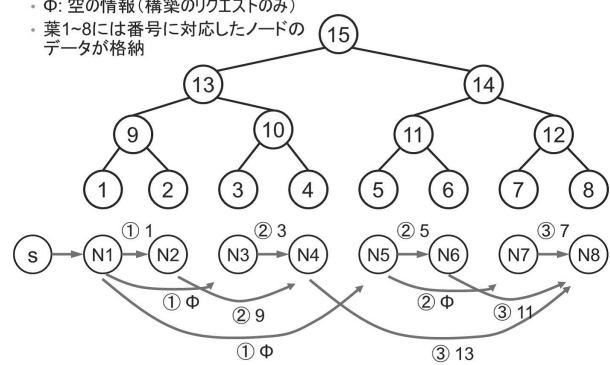 ・Φ: 空の情報（構築のリクエストのみ）
・葉1~8には番号に対応したノードの
データが格納
15
13
14
9
10
11
12
1
2
3
4
5
6
7
8
① 1
② 3
② 5
③ 7
s
N1
N2
N3
N4
N5
N6
N7
N8
① Φ
② 9
② Φ
③ 11
① Φ
③ 13